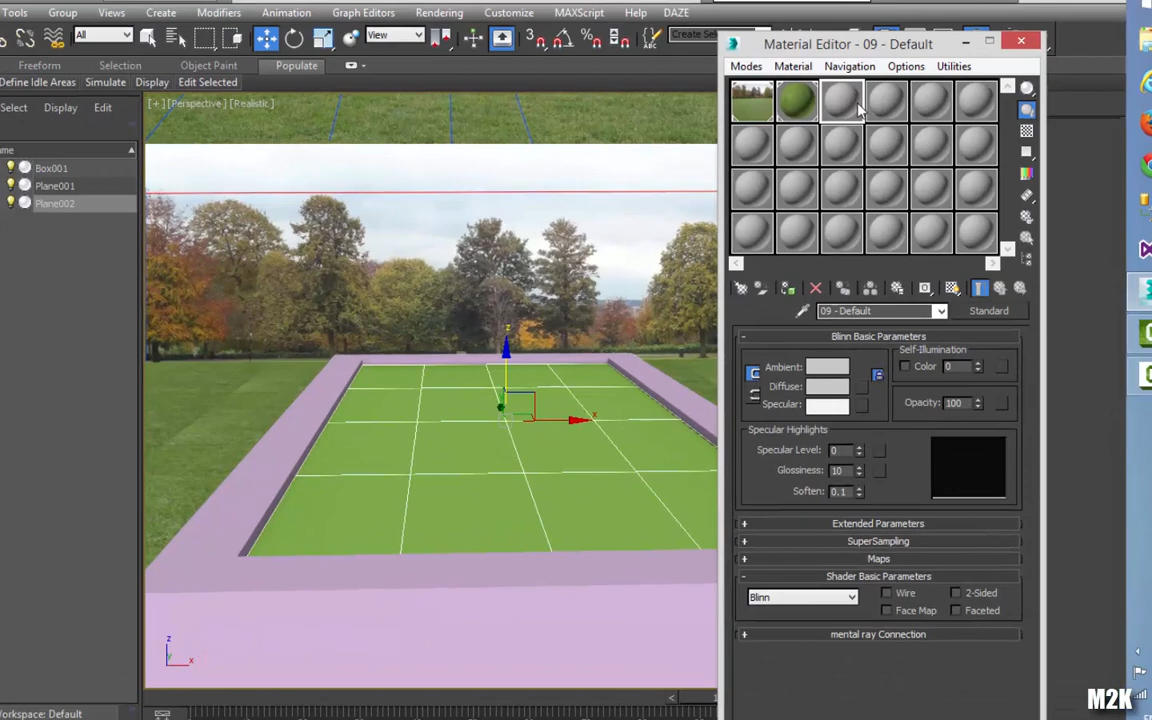 Tools Group Views Create Modifiers Animation Graph Editors Rendering Customize MAXScript Help DAZE
All View Create Selection Se
Freeform Selection Object Paint Populate
Define Idle Areas Simulate Display Edit Selected
Select Display Edit
Name
Box001
Plane001
Plane002
[+] [Perspective] [Realistic]
z
x
z
y
x
Material Editor - 09 - Default
Modes Material Navigation Options Utilities
09 - Default Standard
Blinn Basic Parameters
Self-Illumination
Ambient: Color 0
Diffuse:
Specular: Opacity: 100
Specular Highlights
Specular Level: 0
Glossiness: 10
Soften: 0.1
Extended Parameters
SuperSampling
Maps
Shader Basic Parameters
Blinn Wire 2-Sided
Face Map Faceted
mental ray Connection
Workspace: Default
M2K